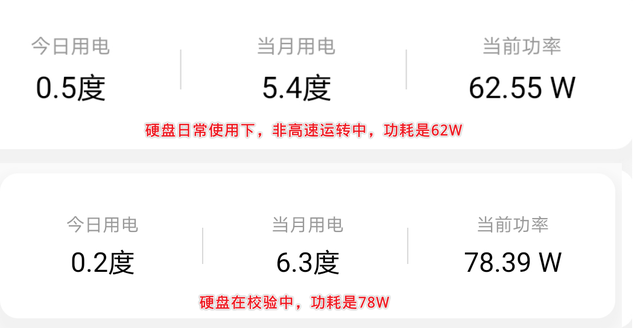 今日用电 当月用电 当前功率
0.5度 5.4度 62.55 W
硬盘日常使用下，非高速运转中，功耗是62W
今日用电 当月用电 当前功率
0.2度 6.3度 78.39 W
硬盘在校验中，功耗是78W